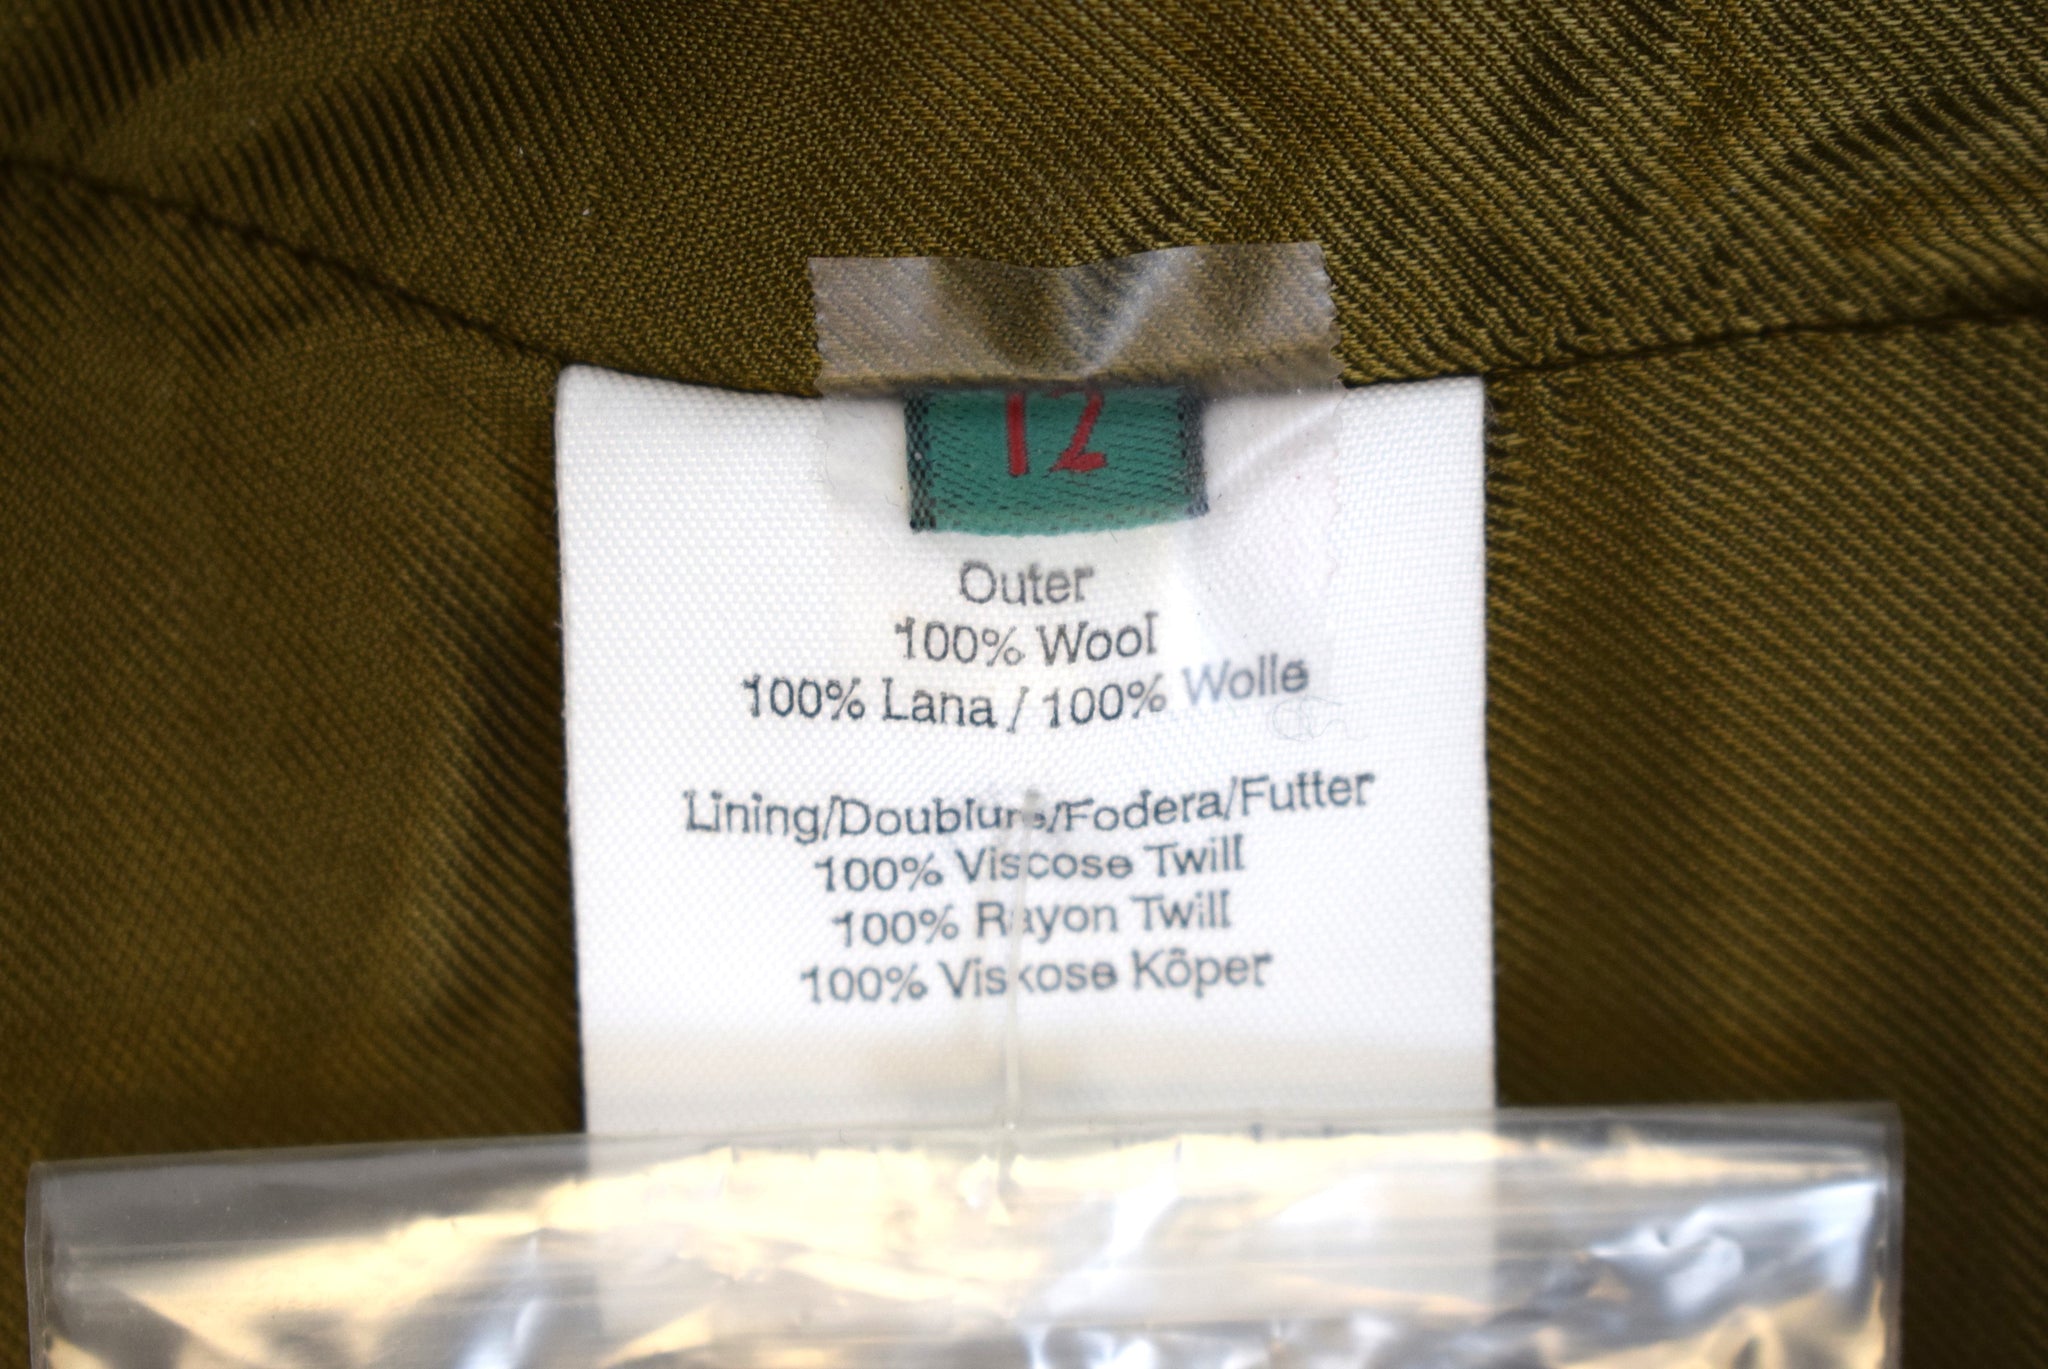 12
Outer
100% Wool
100% Lana / 100% Wolle
Lining/Doublure/Fodera/Futter
100% Viscose Twill
100% Rayon Twill
100% Viskose Kõper